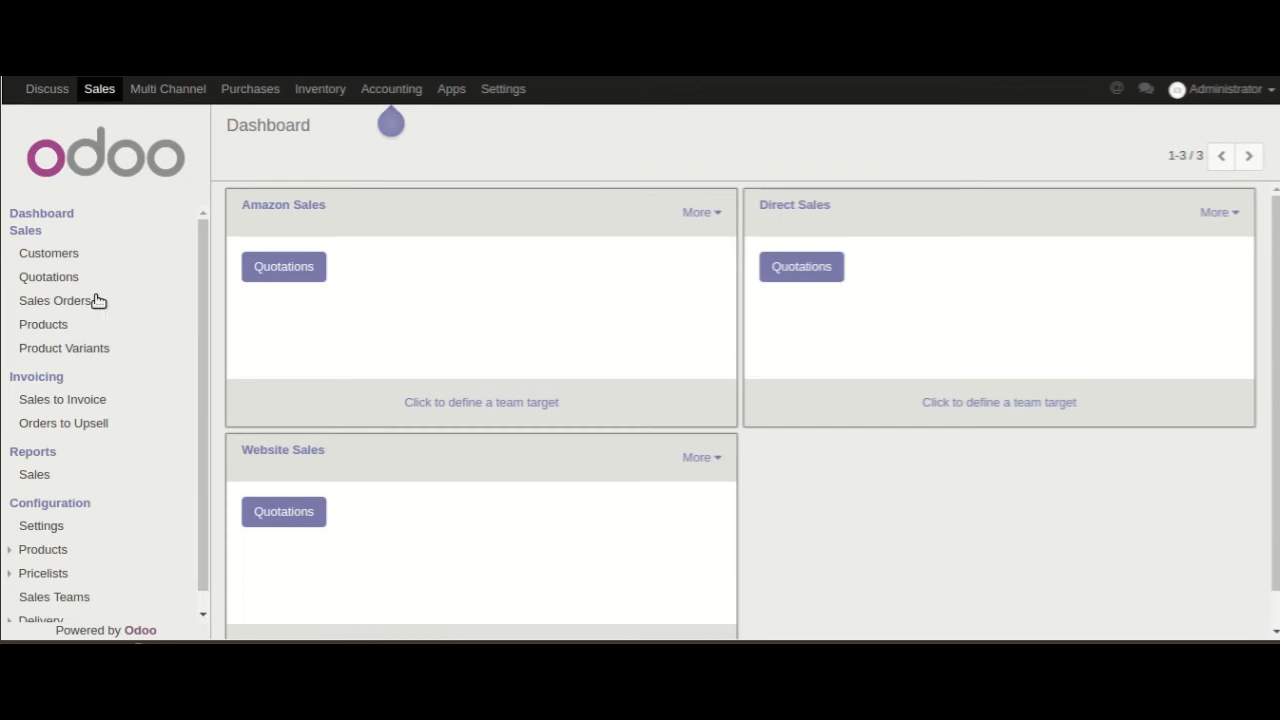 Discuss Sales Multi Channel Purchases Inventory Accounting Apps Settings @ Administrator
odoo
Dashboard
1-3 / 3
Dashboard
Sales
Customers
Quotations
Sales Orders
Products
Product Variants
Invoicing
Sales to Invoice
Orders to Upsell
Reports
Sales
Configuration
Settings
Products
Pricelists
Sales Teams
Delivery
Powered by Odoo
Amazon Sales
More
Quotations
Click to define a team target
Direct Sales
More
Quotations
Click to define a team target
Website Sales
More
Quotations